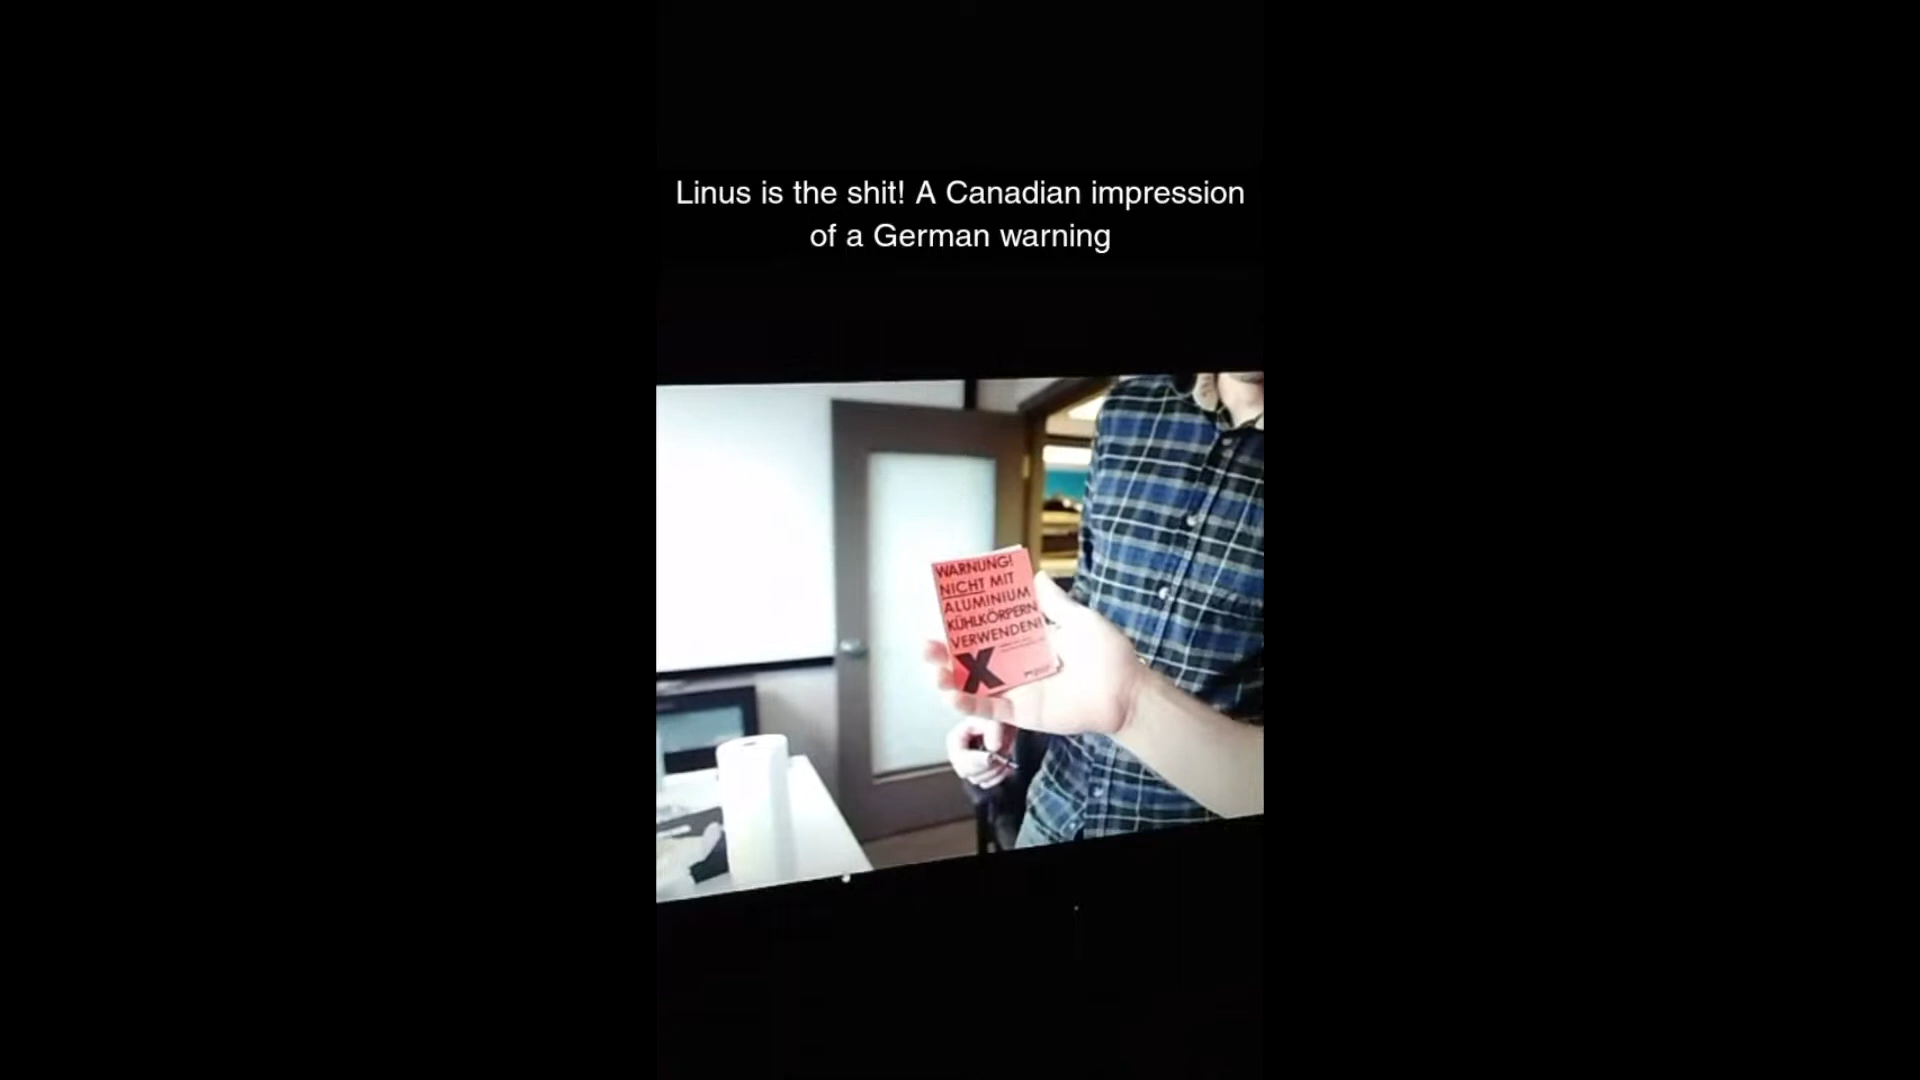 Linus is the shit! A Canadian impression
of a German warning
WARNUNG!
NICHT MIT
ALUMINIUM
KÜHLKÖRPERN
VERWENDEN!
X